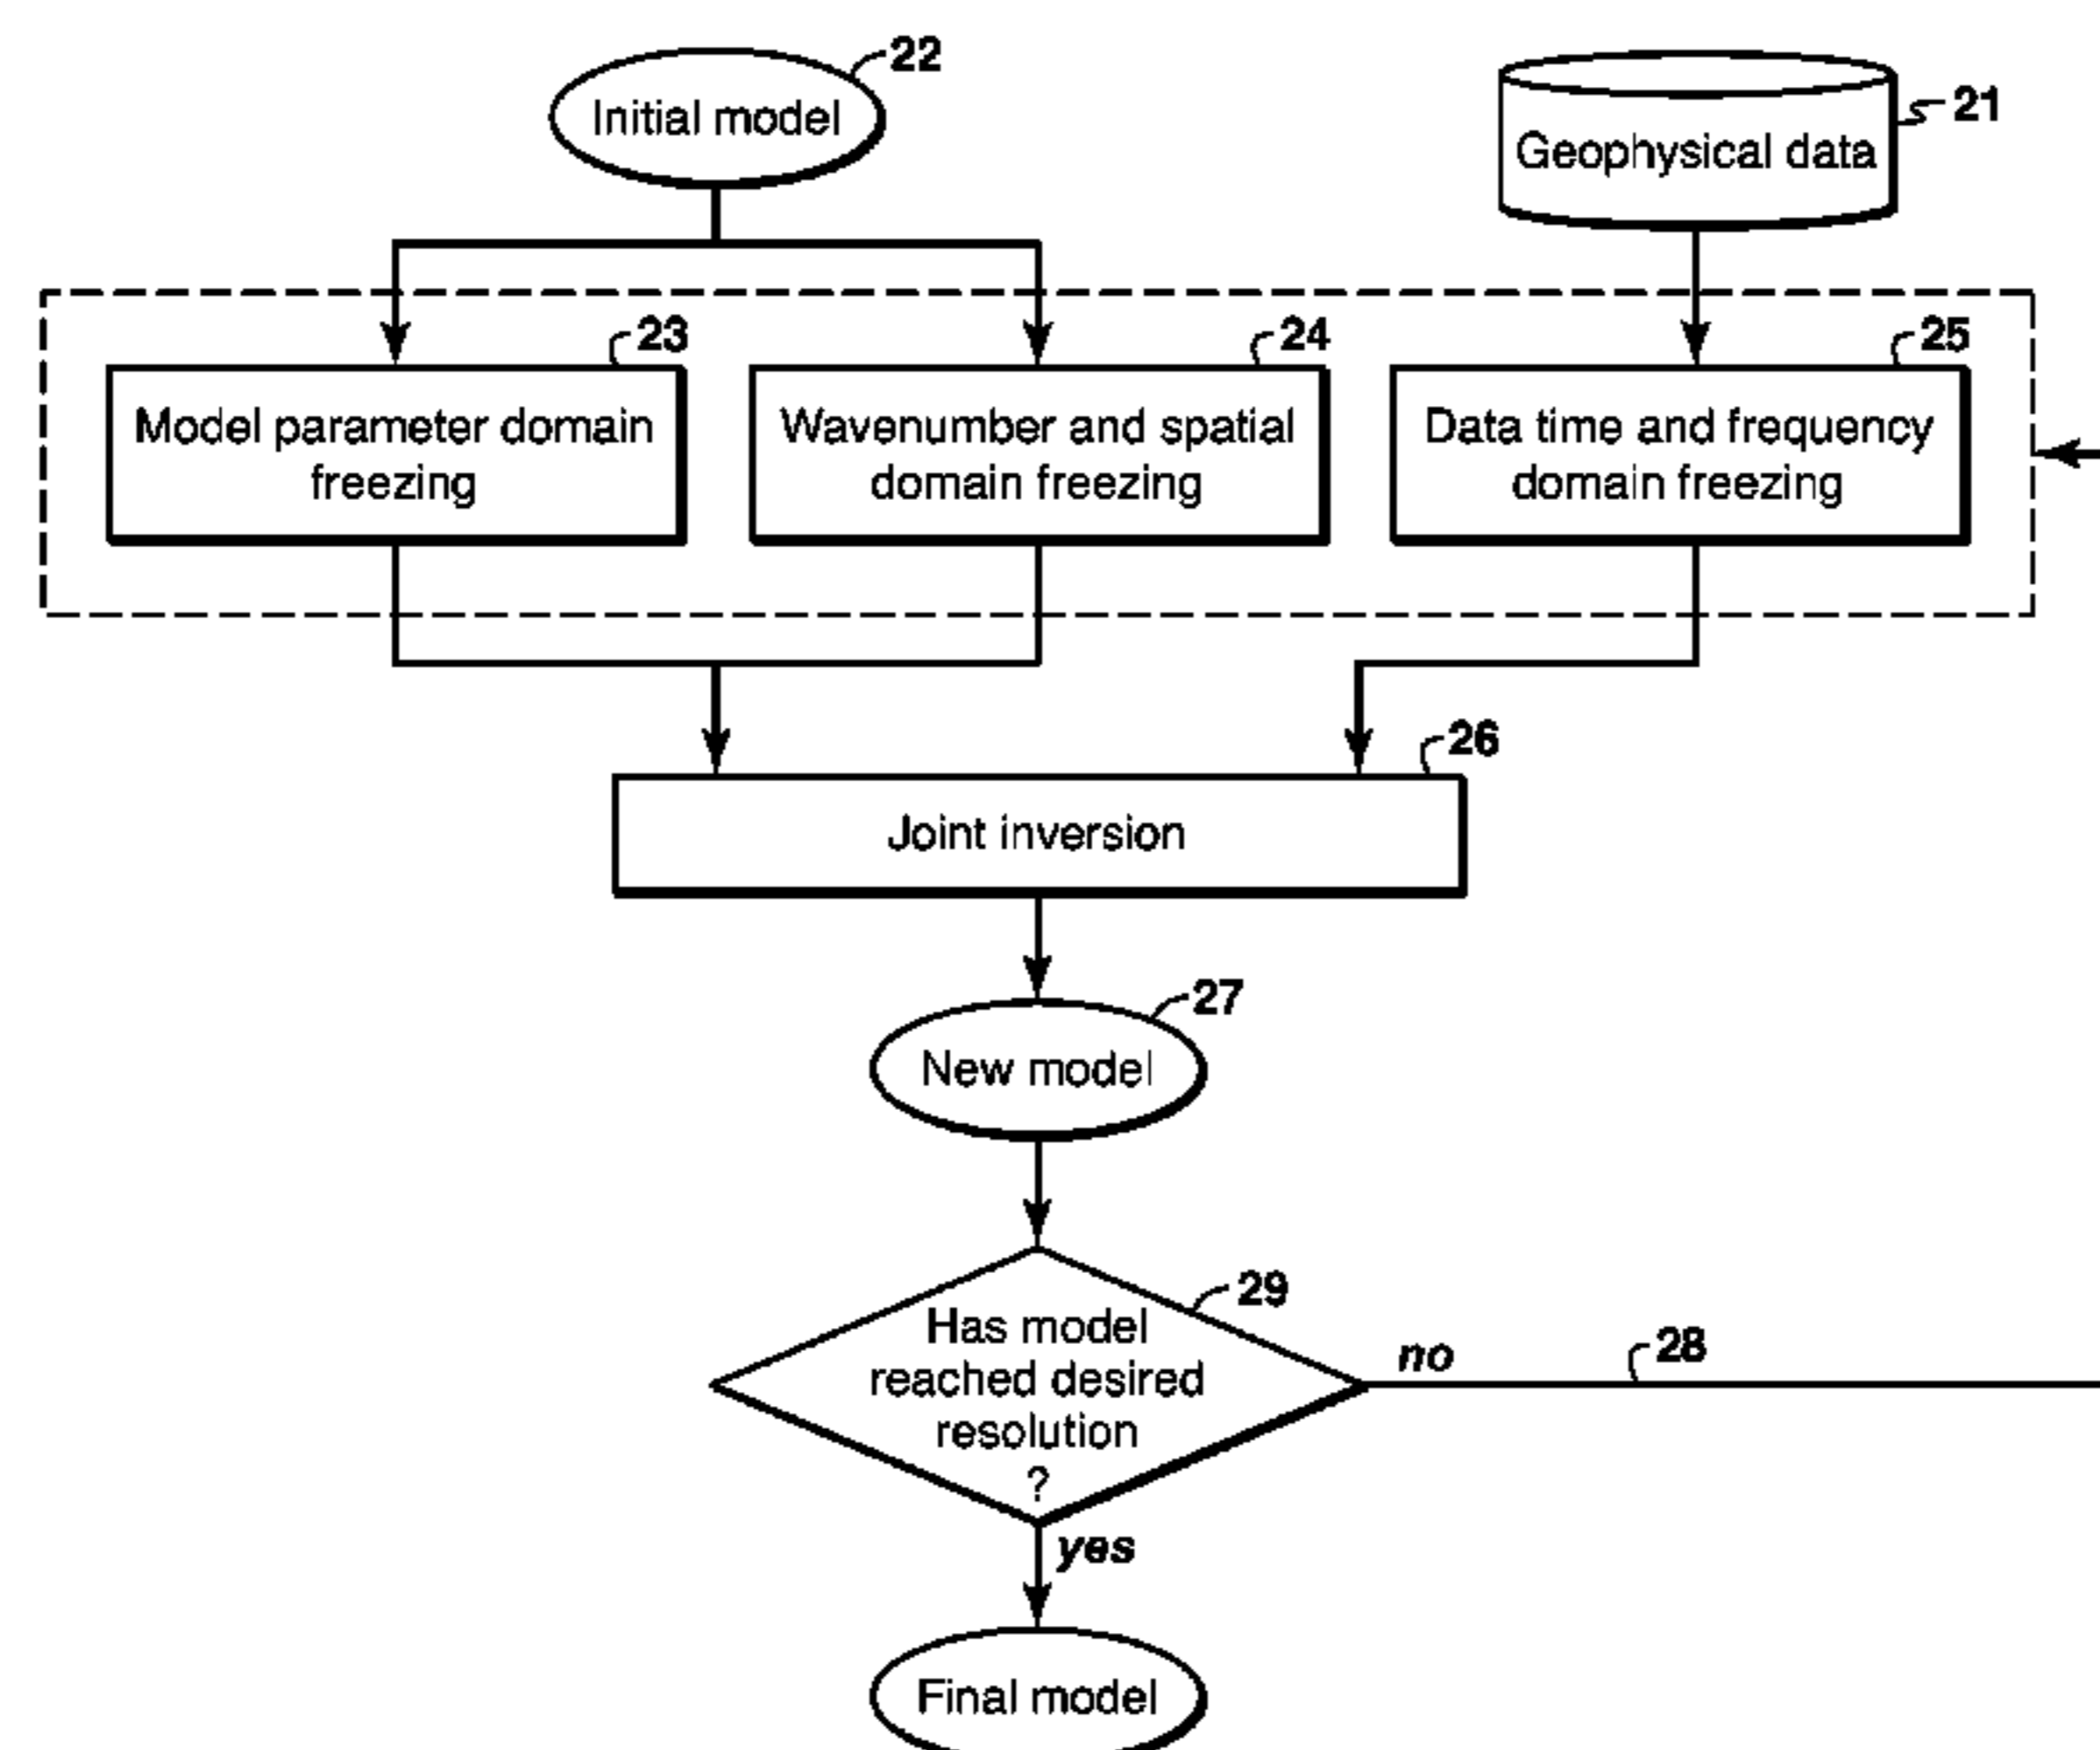 22
Initial model
21
Geophysical data
23
Model parameter domain
freezing
24
Wavenumber and spatial
domain freezing
25
Data time and frequency
domain freezing
26
Joint inversion
27
New model
29
Has model
reached desired
resolution
?
no
28
yes
Final model